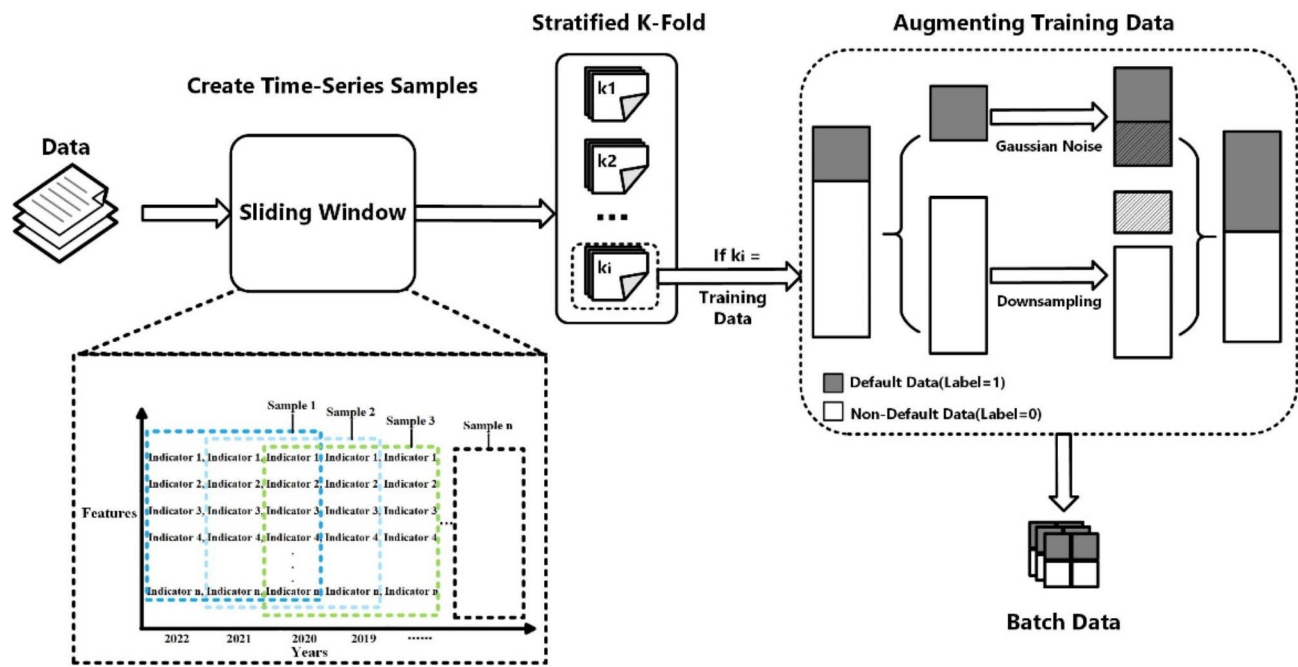 Stratified K-Fold
Augmenting Training Data
Create Time-Series Samples
Data
Sliding Window
k1
k2
...
ki
If ki =
Training
Data
Gaussian Noise
Downsampling
Default Data(Label=1)
Non-Default Data(Label=0)
Sample 1
Sample 2
Sample 3
Sample n
Indicator 1, Indicator 1, Indicator 1, Indicator 1, Indicator 1
Indicator 2, Indicator 2, Indicator 2, Indicator 2, Indicator 2
Features
Indicator 3, Indicator 3, Indicator 3, Indicator 3, Indicator 3
...
Indicator 4, Indicator 4, Indicator 4, Indicator 4, Indicator 4
.
.
.
Indicator n, Indicator n, Indicator n, Indicator n, Indicator n
2022 2021 2020 2019 ......
Years
Batch Data